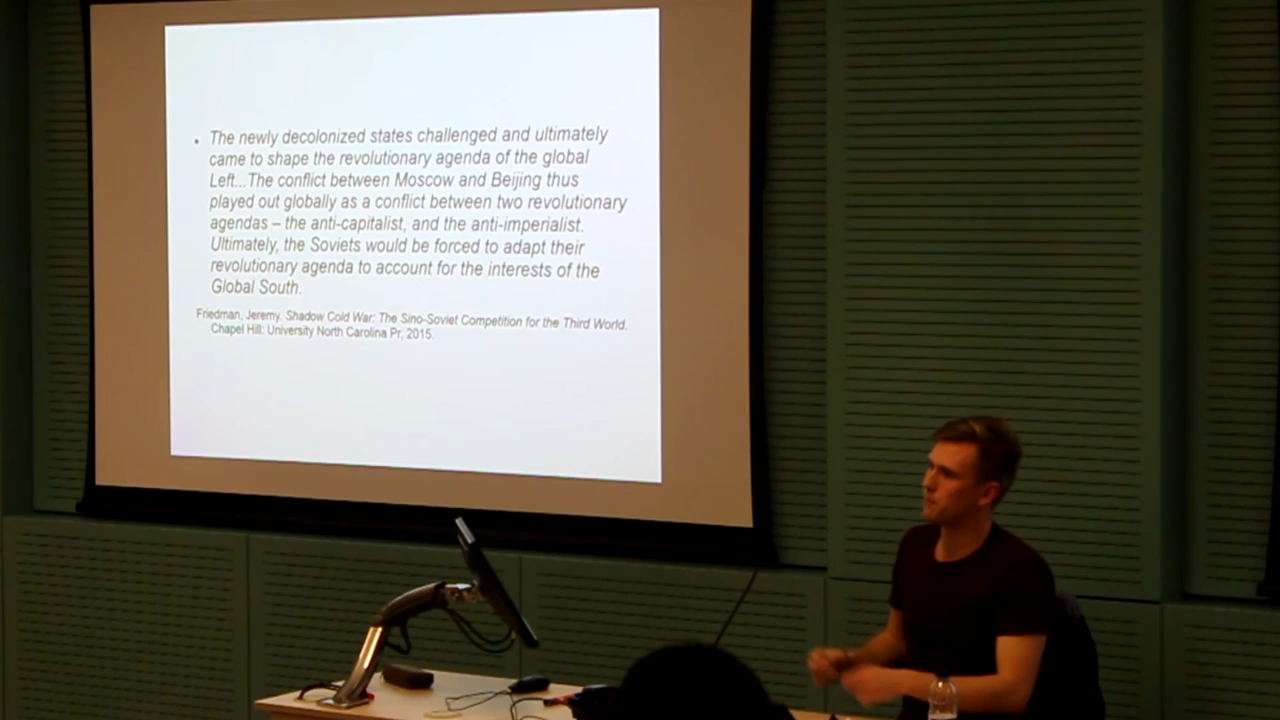 • The newly decolonized states challenged and ultimately
came to shape the revolutionary agenda of the global
Left...The conflict between Moscow and Beijing thus
played out globally as a conflict between two revolutionary
agendas – the anti-capitalist, and the anti-imperialist.
Ultimately, the Soviets would be forced to adapt their
revolutionary agenda to account for the interests of the
Global South.
Friedman, Jeremy. Shadow Cold War: The Sino-Soviet Competition for the Third World.
Chapel Hill: University North Carolina Pr, 2015.